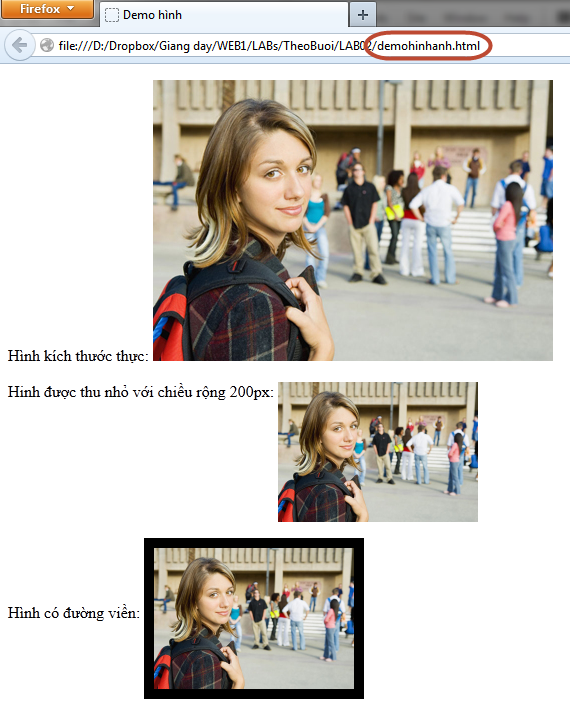 Firefox
Demo hình
file:///D:/Dropbox/Giang day/WEB1/LABs/TheoBuoi/LAB02/demohinhanh.html
Hình kích thước thực:
Hinh được thu nhỏ với chiều rộng 200px:
Hình có đường viền: